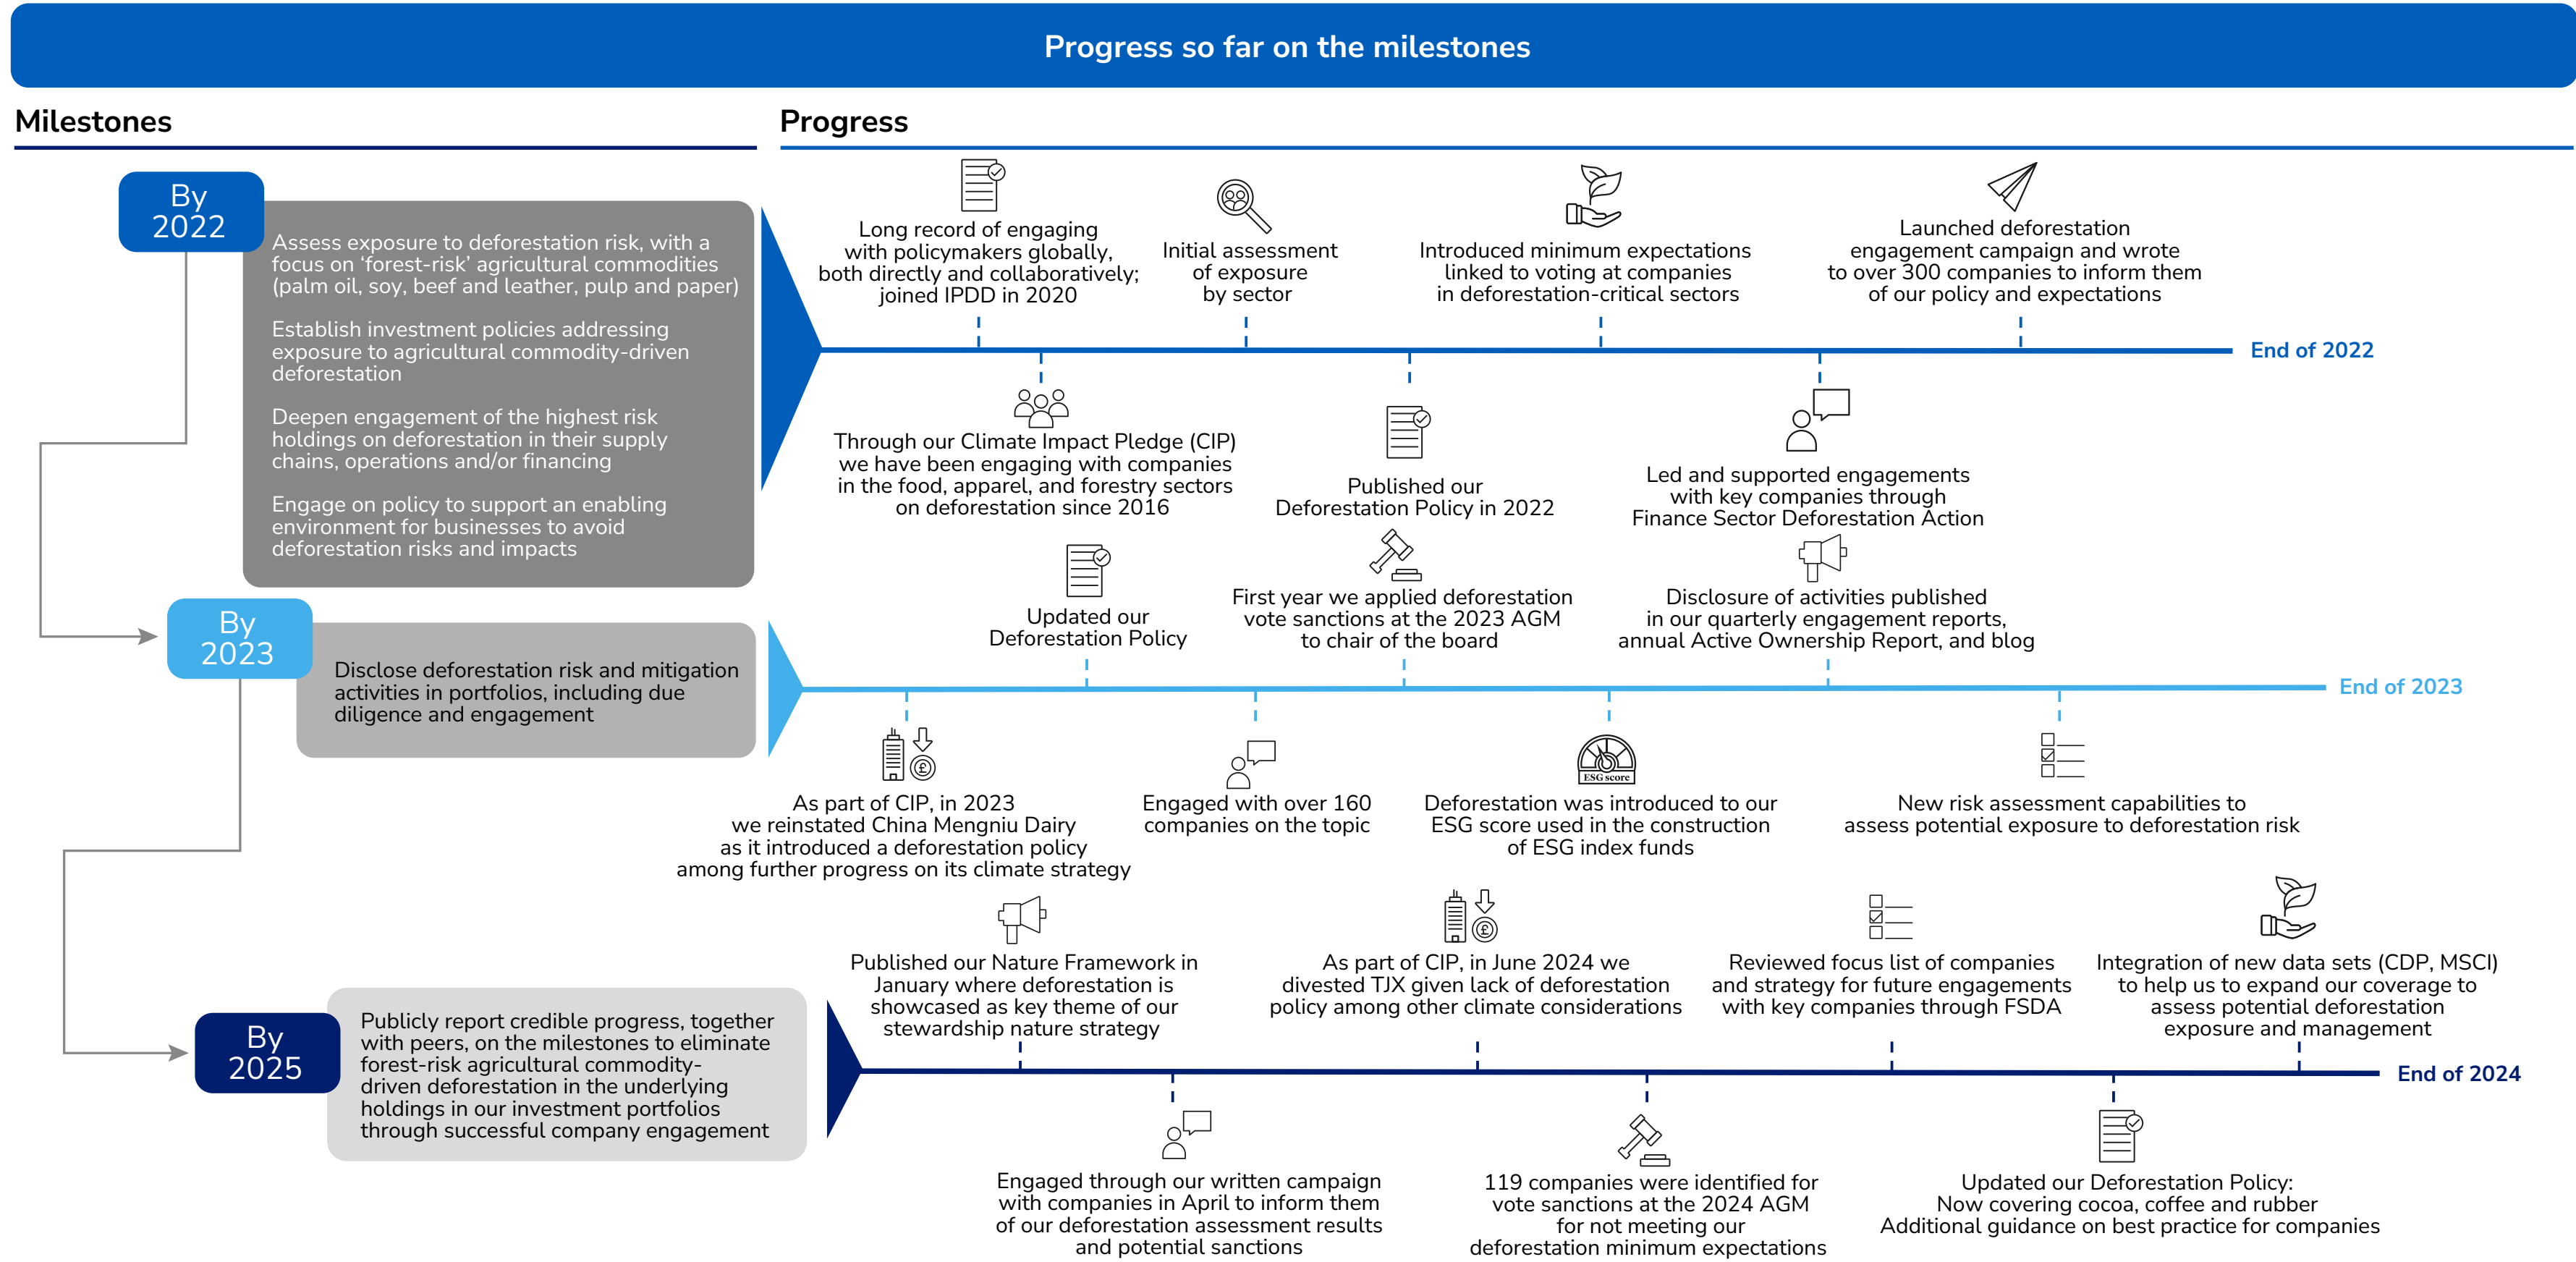 Progress so far on the milestones
Milestones
Progress
By
2022
Assess exposure to deforestation risk, with a
focus on ‘forest-risk’ agricultural commodities
(palm oil, soy, beef and leather, pulp and paper)
Establish investment policies addressing
exposure to agricultural commodity-driven
deforestation
Deepen engagement of the highest risk
holdings on deforestation in their supply
chains, operations and/or financing
Engage on policy to support an enabling
environment for businesses to avoid
deforestation risks and impacts
Long record of engaging
with policymakers globally,
both directly and collaboratively;
joined IPDD in 2020
Initial assessment
of exposure
by sector
Introduced minimum expectations
linked to voting at companies
in deforestation-critical sectors
Launched deforestation
engagement campaign and wrote
to over 300 companies to inform them
of our policy and expectations
End of 2022
Through our Climate Impact Pledge (CIP)
we have been engaging with companies
in the food, apparel, and forestry sectors
on deforestation since 2016
Published our
Deforestation Policy in 2022
Led and supported engagements
with key companies through
Finance Sector Deforestation Action
By
2023
Disclose deforestation risk and mitigation
activities in portfolios, including due
diligence and engagement
Updated our
Deforestation Policy
First year we applied deforestation
vote sanctions at the 2023 AGM
to chair of the board
Disclosure of activities published
in our quarterly engagement reports,
annual Active Ownership Report, and blog
End of 2023
£
As part of CIP, in 2023
we reinstated China Mengniu Dairy
as it introduced a deforestation policy
among further progress on its climate strategy
Engaged with over 160
companies on the topic
ESG score
Deforestation was introduced to our
ESG score used in the construction
of ESG index funds
New risk assessment capabilities to
assess potential exposure to deforestation risk
By
2025
Publicly report credible progress, together
with peers, on the milestones to eliminate
forest-risk agricultural commodity-
driven deforestation in the underlying
holdings in our investment portfolios
through successful company engagement
Published our Nature Framework in
January where deforestation is
showcased as key theme of our
stewardship nature strategy
£
As part of CIP, in June 2024 we
divested TJX given lack of deforestation
policy among other climate considerations
Reviewed focus list of companies
and strategy for future engagements
with key companies through FSDA
Integration of new data sets (CDP, MSCI)
to help us to expand our coverage to
assess potential deforestation
exposure and management
End of 2024
Engaged through our written campaign
with companies in April to inform them
of our deforestation assessment results
and potential sanctions
119 companies were identified for
vote sanctions at the 2024 AGM
for not meeting our
deforestation minimum expectations
Updated our Deforestation Policy:
Now covering cocoa, coffee and rubber
Additional guidance on best practice for companies